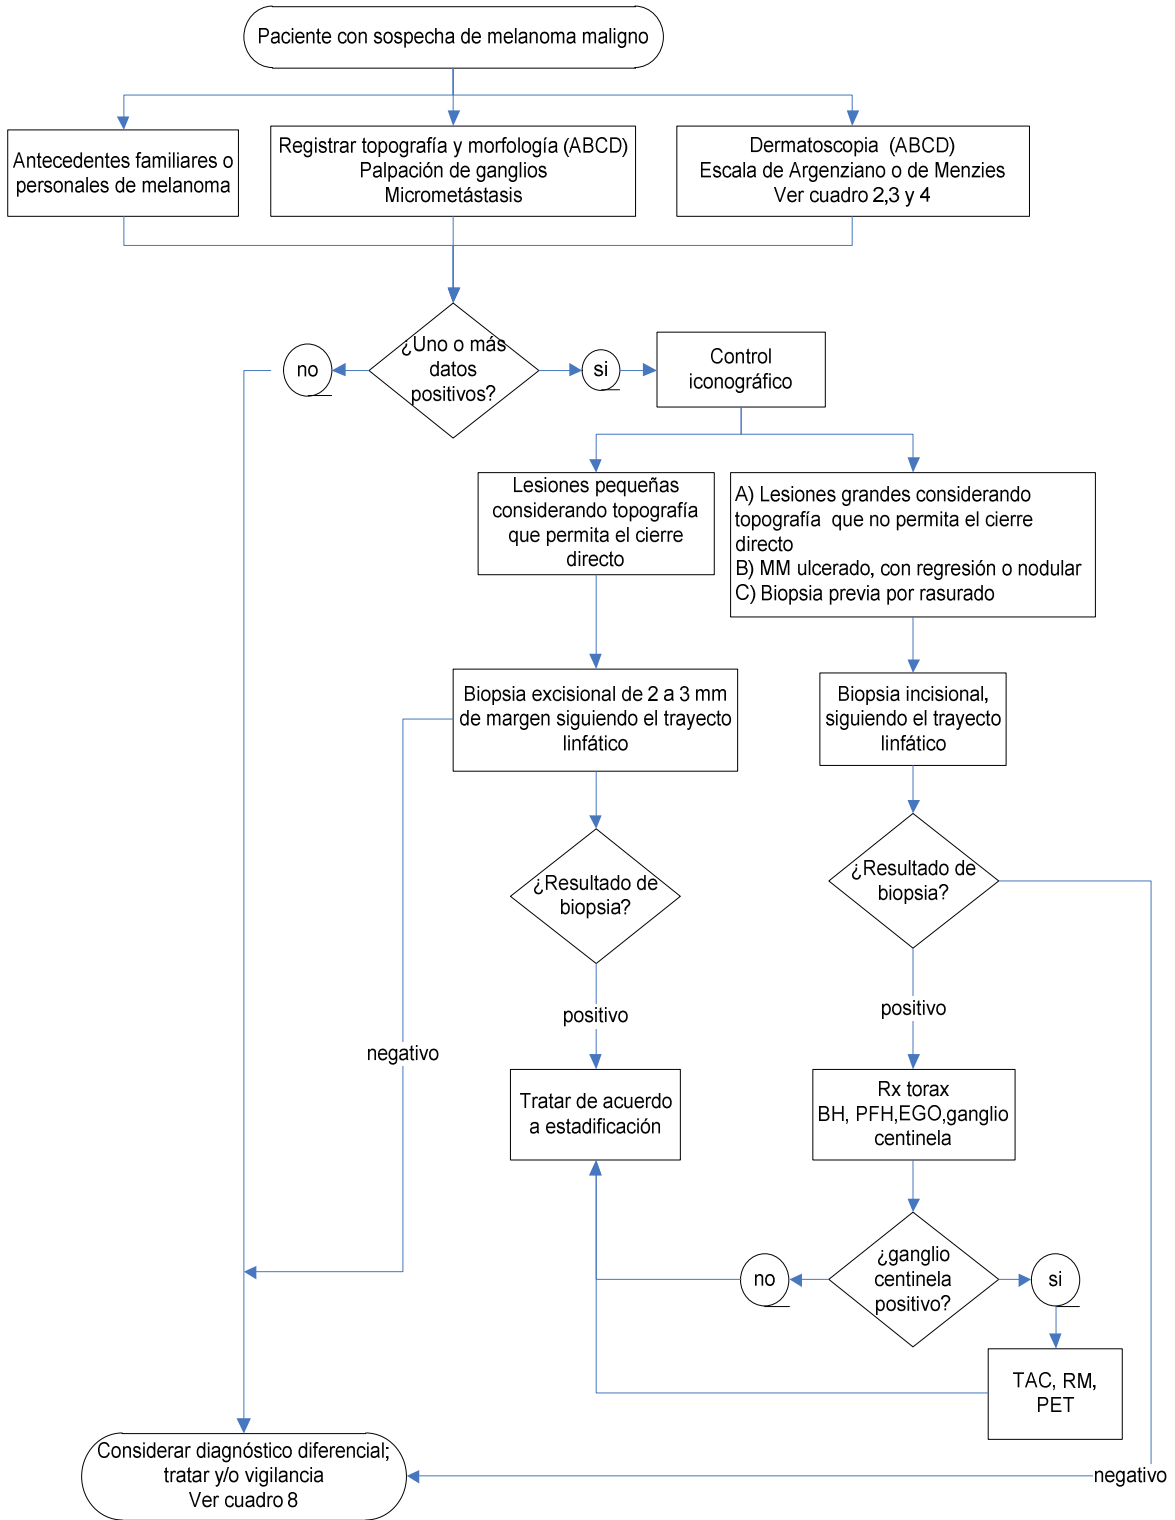 Paciente con sospecha de melanoma maligno
Antecedentes familiares o
personales de melanoma
Registrar topografía y morfología (ABCD)
Palpación de ganglios
Micrometástasis
Dermatoscopia (ABCD)
Escala de Argenziano o de Menzies
Ver cuadro 2,3 y 4
¿Uno o más
datos
positivos?
no
si
Control
iconográfico
Lesiones pequeñas
considerando topografía
que permita el cierre
directo
A) Lesiones grandes considerando
topografía que no permita el cierre
directo
B) MM ulcerado, con regresión o nodular
C) Biopsia previa por rasurado
Biopsia excisional de 2 a 3 mm
de margen siguiendo el trayecto
linfático
Biopsia incisional,
siguiendo el trayecto
linfático
¿Resultado de
biopsia?
¿Resultado de
biopsia?
positivo
positivo
negativo
Tratar de acuerdo
a estadificación
Rx torax
BH, PFH,EGO,ganglio
centinela
¿ganglio
centinela
positivo?
no
si
TAC, RM,
PET
Considerar diagnóstico diferencial;
tratar y/o vigilancia
Ver cuadro 8
negativo